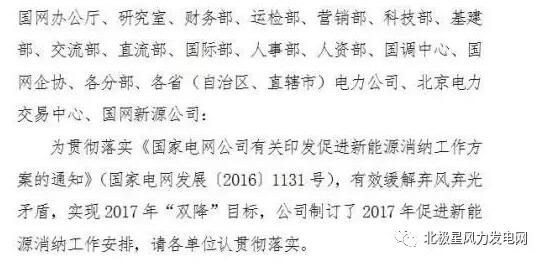 国网办公厅、研究室、财务部、运检部、营销部、科技部、基建
部、交流部、直流部、国际部、人事部、人资部、国调中心、国
网企协、各分部、各省（自治区、直辖市）电力公司、北京电力
交易中心、国网新源公司：
为贯彻落实《国家电网公司有关印发促进新能源消纳工作方
案的通知》（国家电网发展〔2016〕1131号），有效缓解弃风弃光
矛盾，实现2017年“双降”目标，公司制订了2017年促进新能
源消纳工作安排，请各单位认贯彻落实。
北极星风力发电网